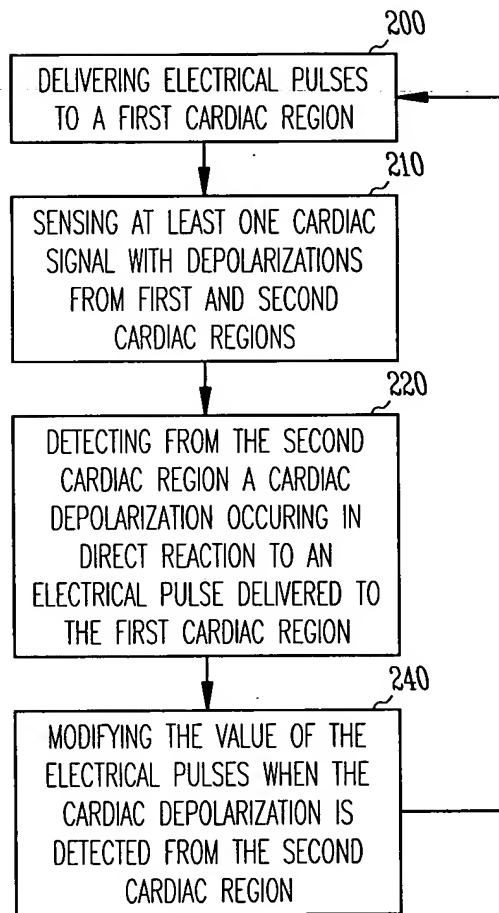 200
DELIVERING ELECTRICAL PULSES
TO A FIRST CARDIAC REGION
210
SENSING AT LEAST ONE CARDIAC
SIGNAL WITH DEPOLARIZATIONS
FROM FIRST AND SECOND
CARDIAC REGIONS
220
DETECTING FROM THE SECOND
CARDIAC REGION A CARDIAC
DEPOLARIZATION OCCURING IN
DIRECT REACTION TO AN
ELECTRICAL PULSE DELIVERED TO
THE FIRST CARDIAC REGION
240
MODIFYING THE VALUE OF THE
ELECTRICAL PULSES WHEN THE
CARDIAC DEPOLARIZATION IS
DETECTED FROM THE SECOND
CARDIAC REGION